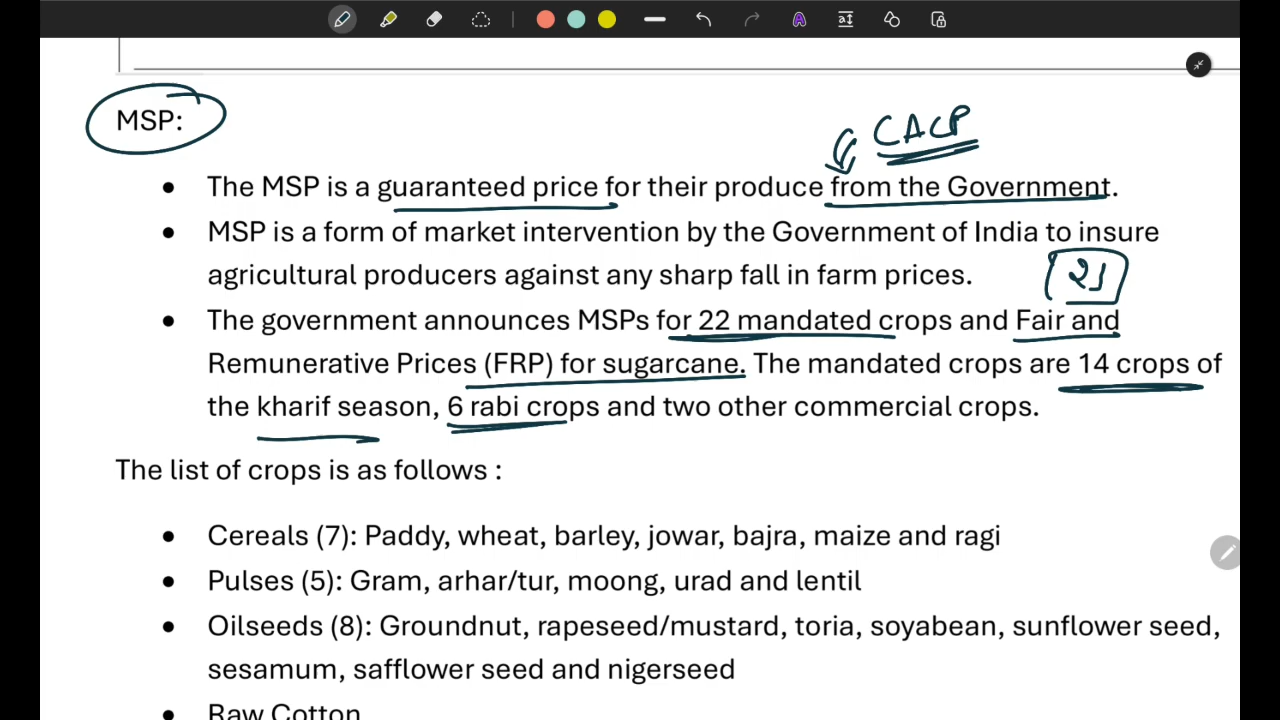 MSP:
CACP
• The MSP is a guaranteed price for their produce from the Government.
• MSP is a form of market intervention by the Government of India to insure
agricultural producers against any sharp fall in farm prices.
21
• The government announces MSPs for 22 mandated crops and Fair and
Remunerative Prices (FRP) for sugarcane. The mandated crops are 14 crops of
the kharif season, 6 rabi crops and two other commercial crops.
The list of crops is as follows :
• Cereals (7): Paddy, wheat, barley, jowar, bajra, maize and ragi
• Pulses (5): Gram, arhar/tur, moong, urad and lentil
• Oilseeds (8): Groundnut, rapeseed/mustard, toria, soyabean, sunflower seed,
sesamum, safflower seed and nigerseed
• Raw Cotton